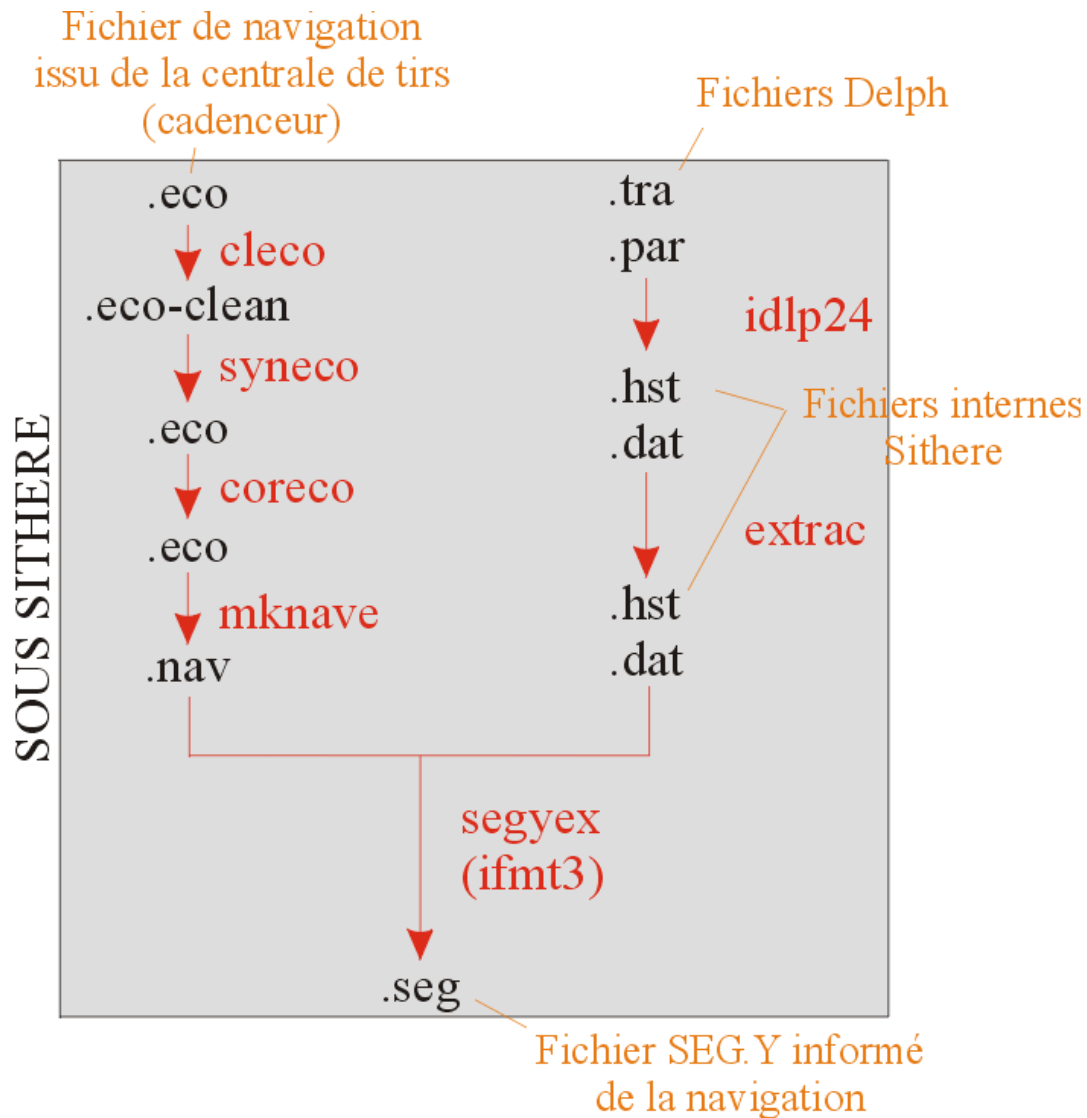 Fichier de navigation
issu de la centrale de tirs
(cadenceur)
Fichiers Delph
SOUS SITHERE
.eco
cleco
.eco-clean
syneco
.eco
coreco
.eco
mknave
.nav
.tra
.par
idlp24
.hst
.dat
Fichiers internes
Sithere
extrac
.hst
.dat
segyex
(ifmt3)
.seg
Fichier SEG.Y informé
de la navigation